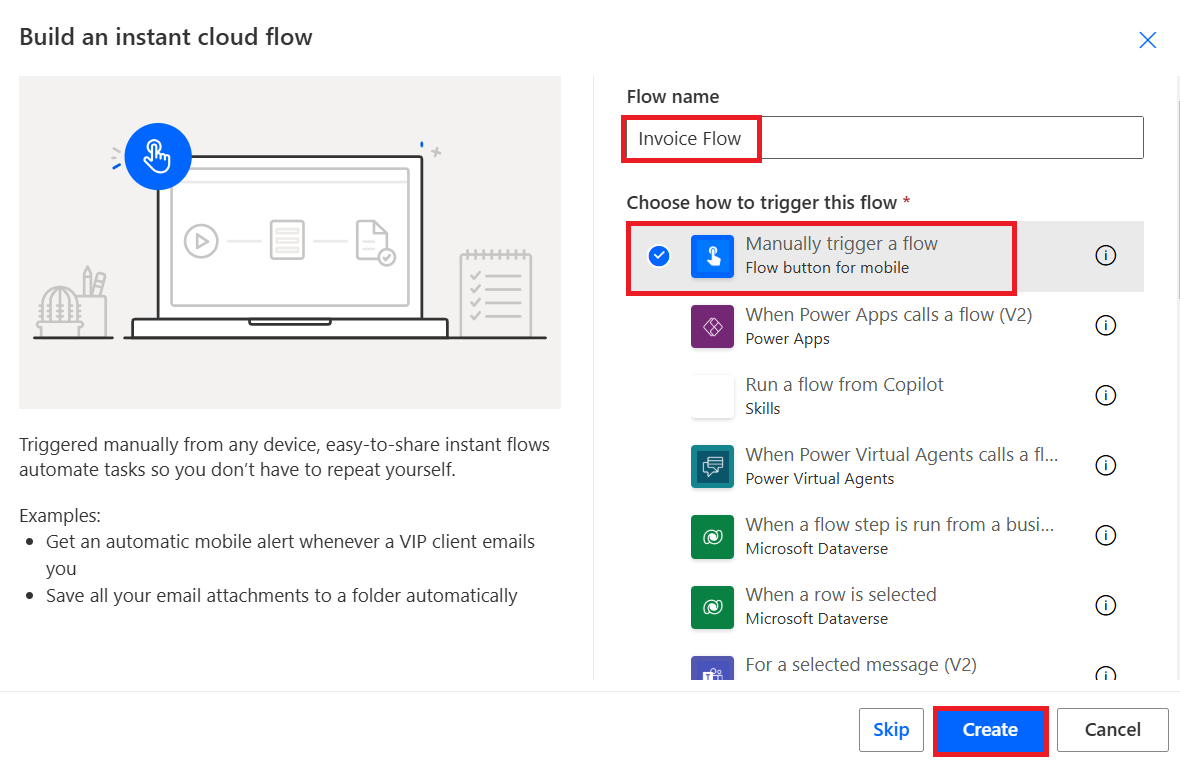 Build an instant cloud flow
Triggered manually from any device, easy-to-share instant flows
automate tasks so you don’t have to repeat yourself.
Examples:
Get an automatic mobile alert whenever a VIP client emails
you
Save all your email attachments to a folder automatically
Flow name
Invoice Flow
Choose how to trigger this flow *
Manually trigger a flow
Flow button for mobile
When Power Apps calls a flow (V2)
Power Apps
Run a flow from Copilot
Skills
When Power Virtual Agents calls a fl...
Power Virtual Agents
When a flow step is run from a busi...
Microsoft Dataverse
When a row is selected
Microsoft Dataverse
For a selected message (V2)
Skip
Create
Cancel